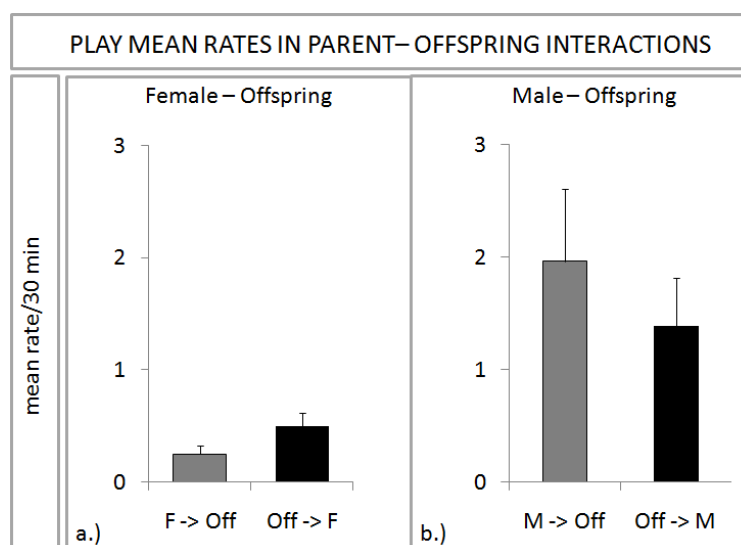 PLAY MEAN RATES IN PARENT– OFFSPRING INTERACTIONS
mean rate/30 min
Female – Offspring
3
2
1
0
F -> Off Off -> F
a.)
Male – Offspring
3
2
1
0
M -> Off Off -> M
b.)